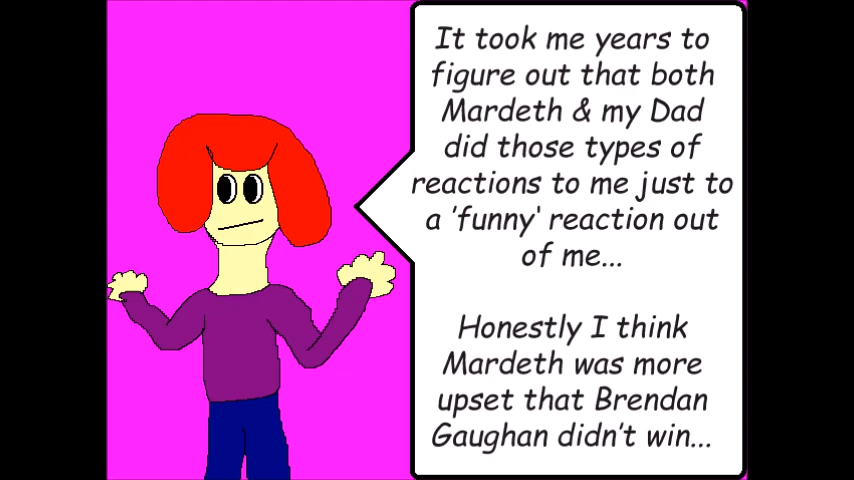 It took me years to
figure out that both
Mardeth & my Dad
did those types of
reactions to me just to
a 'funny' reaction out
of me...
Honestly I think
Mardeth was more
upset that Brendan
Gaughan didn't win...